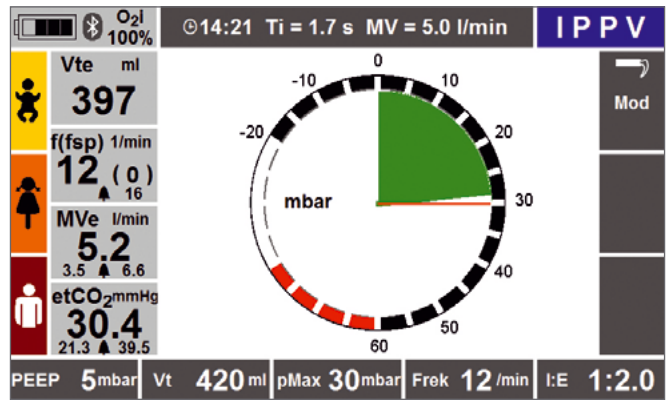 O2i
100%
14:21 Ti = 1.7 s MV = 5.0 l/min
IPPV
Vte ml
397
f(fsp) 1/min
12 (0)
16
MVe l/min
5.2
3.5 6.6
etCO2mmHg
30.4
21.3 39.5
0
-10 10
-20 20
mbar 30
40
50
60
Mod
PEEP 5mbar Vt 420 ml pMax 30mbar Frek 12 /min I:E 1:2.0